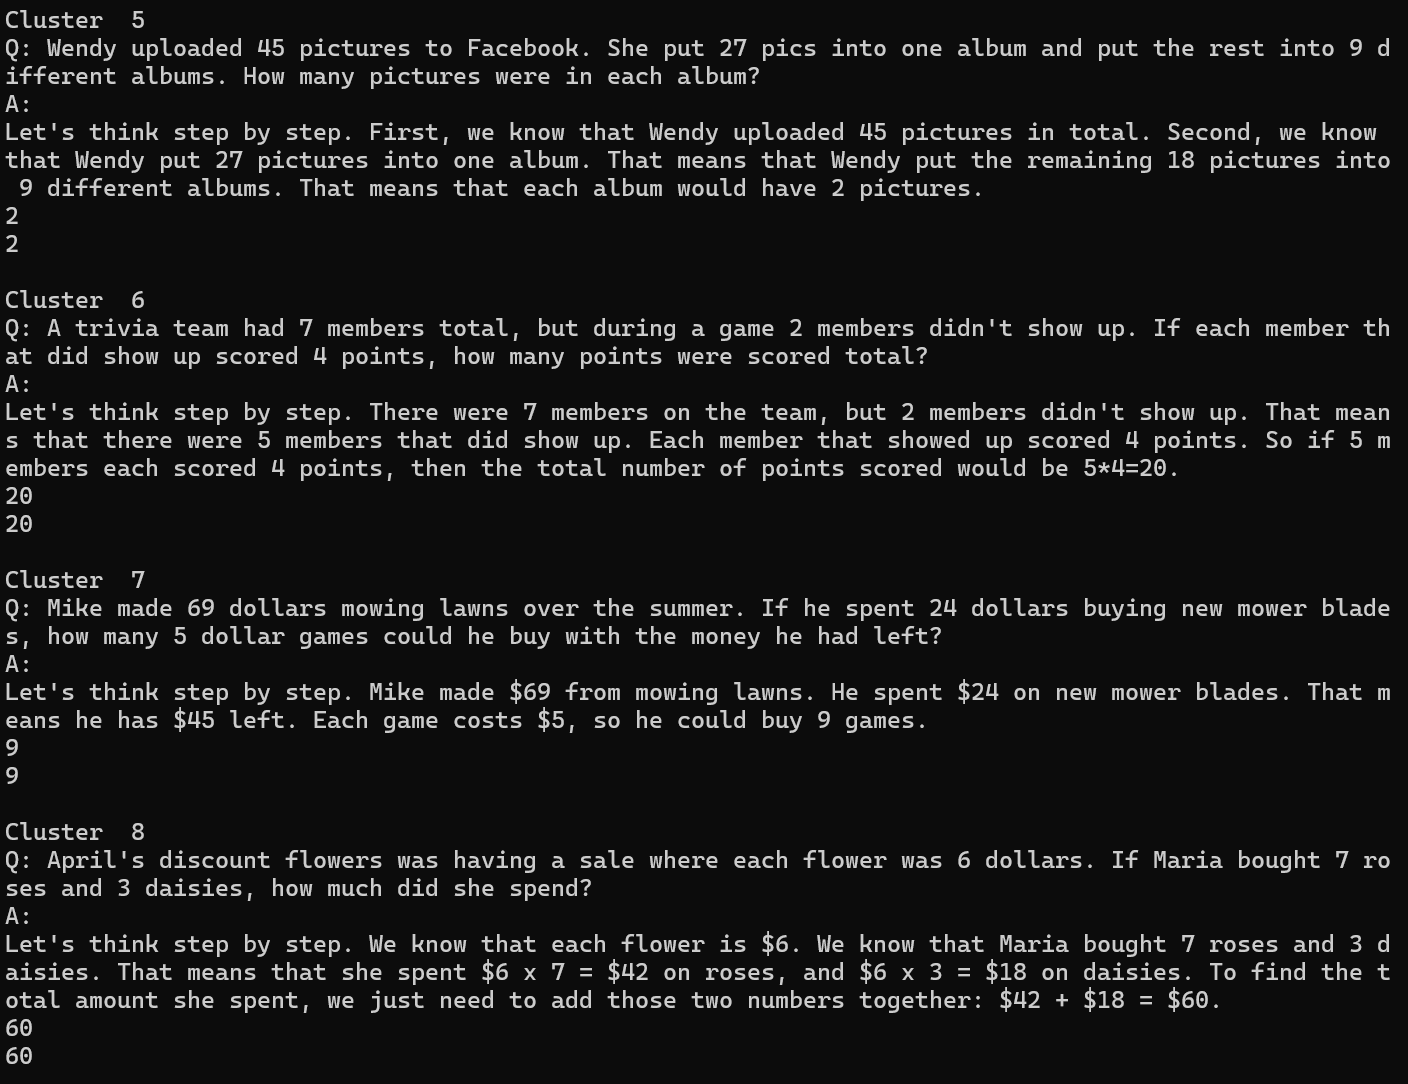 Cluster  5
Q: Wendy uploaded 45 pictures to Facebook. She put 27 pics into one album and put the rest into 9 d
ifferent albums. How many pictures were in each album?
A:
Let's think step by step. First, we know that Wendy uploaded 45 pictures in total. Second, we know
that Wendy put 27 pictures into one album. That means that Wendy put the remaining 18 pictures into
 9 different albums. That means that each album would have 2 pictures.
2
2

Cluster  6
Q: A trivia team had 7 members total, but during a game 2 members didn't show up. If each member th
at did show up scored 4 points, how many points were scored total?
A:
Let's think step by step. There were 7 members on the team, but 2 members didn't show up. That mean
s that there were 5 members that did show up. Each member that showed up scored 4 points. So if 5 m
embers each scored 4 points, then the total number of points scored would be 5*4=20.
20
20

Cluster  7
Q: Mike made 69 dollars mowing lawns over the summer. If he spent 24 dollars buying new mower blade
s, how many 5 dollar games could he buy with the money he had left?
A:
Let's think step by step. Mike made $69 from mowing lawns. He spent $24 on new mower blades. That m
eans he has $45 left. Each game costs $5, so he could buy 9 games.
9
9

Cluster  8
Q: April's discount flowers was having a sale where each flower was 6 dollars. If Maria bought 7 ro
ses and 3 daisies, how much did she spend?
A:
Let's think step by step. We know that each flower is $6. We know that Maria bought 7 roses and 3 d
aisies. That means that she spent $6 x 7 = $42 on roses, and $6 x 3 = $18 on daisies. To find the t
otal amount she spent, we just need to add those two numbers together: $42 + $18 = $60.
60
60